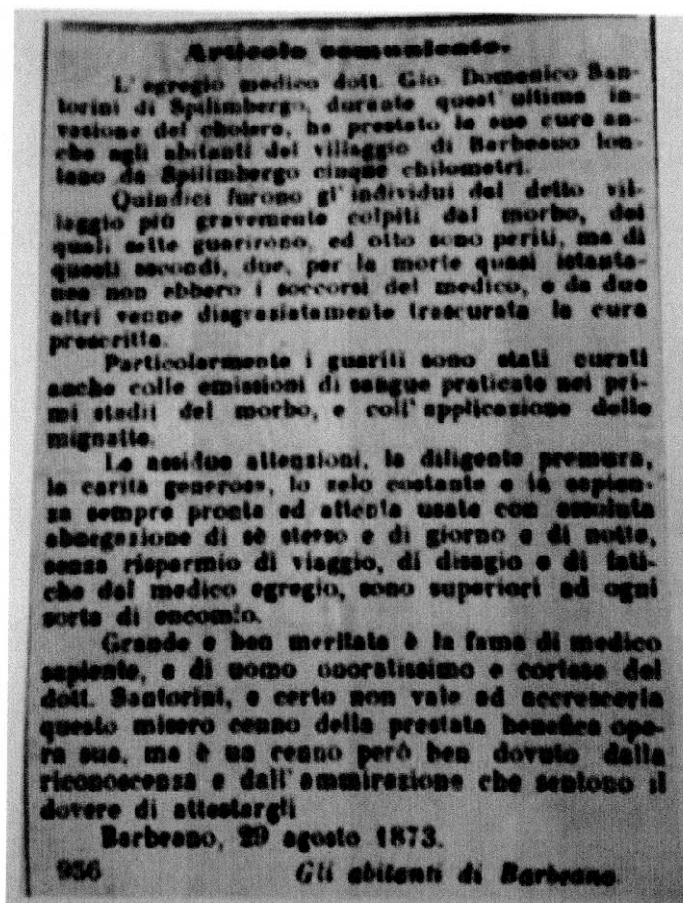 Articolo comunicato.
L'egregio medico dott. Gio. Domenico San-
torini di Spilimbergo, durante quest'ultima in-
vasione del cholera, ha prestato le sue cure an-
che agli abitanti del villaggio di Barbeano lon-
tano da Spilimbergo cinque chilometri.
Quindici furono gl'individui del detto vil-
laggio più gravemente colpiti dal morbo, dei
quali sette guarirono, ed otto sono periti, ma di
questi secondi, due, per la morte quasi istanta-
nea non ebbero i soccorsi del medico, e da due
altri venne disgraziatamente trascurata la cura
prescritta.
Particolarmente i guariti sono stati curati
anche colle emissioni di sangue praticate nei pri-
mi stadii del morbo, e coll'applicazione delle
mignatte.
Le assidue attenzioni, la diligente premura,
la carità generosa, lo zelo costante e la sapien-
za sempre pronta ed attenta usate con assoluta
abnegazione di sè stesso e di giorno e di notte,
senza risparmio di viaggio, di disagio e di fati-
che dal medico egregio, sono superiori ad ogni
sorta di encomio.
Grande e ben meritata è la fama di medico
sapiente, e di uomo onoratissimo e cortese del
dott. Santorini, e certo non vale ad accrescerla
questo misero cenno della prestata benefica ope-
ra sua, ma è un cenno però ben dovuto dalla
riconoscenza e dall'ammirazione che sentono il
dovere di attestargli
Barbeano, 29 agosto 1873.
936 Gli abitanti di Barbeano